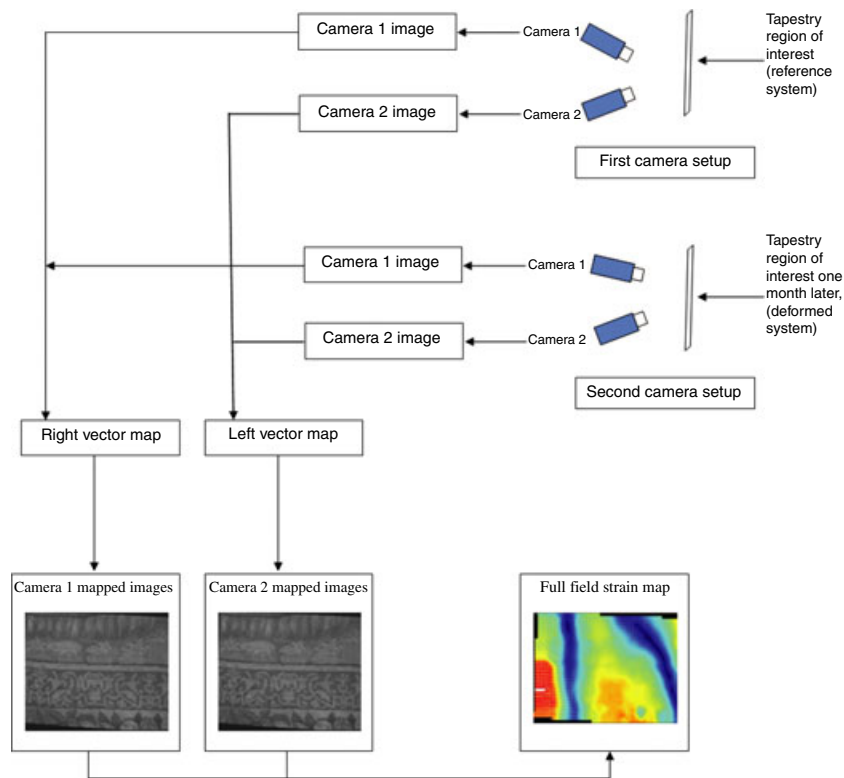 Camera 1 image
Camera 1
Tapestry
region of
interest
(reference
system)
Camera 2 image
Camera 2
First camera setup
Camera 1 image
Camera 1
Tapestry
region of
interest one
month later,
(deformed
system)
Camera 2 image
Camera 2
Second camera setup
Right vector map
Left vector map
Camera 1 mapped images
Camera 2 mapped images
Full field strain map